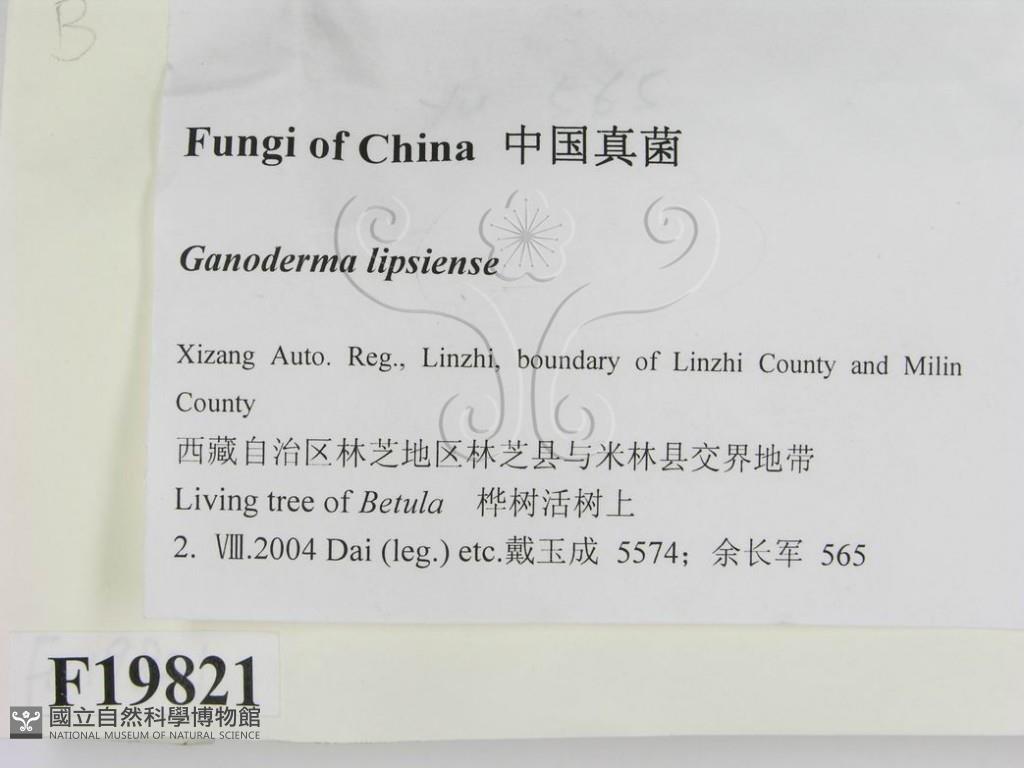 B
Fungi of China 中国真菌
Ganoderma lipsiense
Xizang Auto. Reg., Linzhi, boundary of Linzhi County and Milin
County
西藏自治区林芝地区林芝县与米林县交界地带
Living tree of Betula 桦树活树上
2. Ⅷ.2004 Dai (leg.) etc.戴玉成 5574；余长军 565
F19821
國立自然科學博物館
NATIONAL MUSEUM OF NATURAL SCIENCE